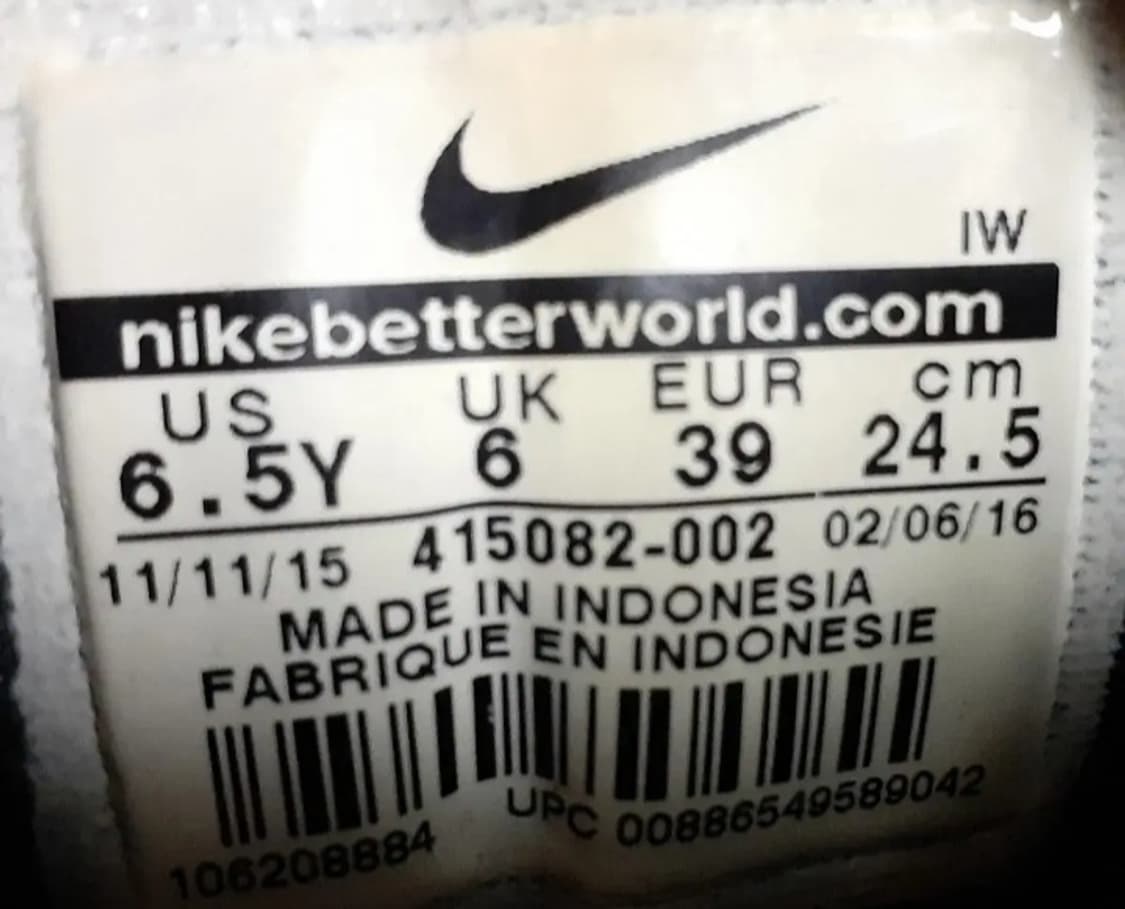 IW
nikebetterworld.com
US UK EUR cm
6.5Y 6 39 24.5
11/11/15 415082-002 02/06/16
MADE IN INDONESIA
FABRIQUE EN INDONESIE
106208884 UPC 00886549589042